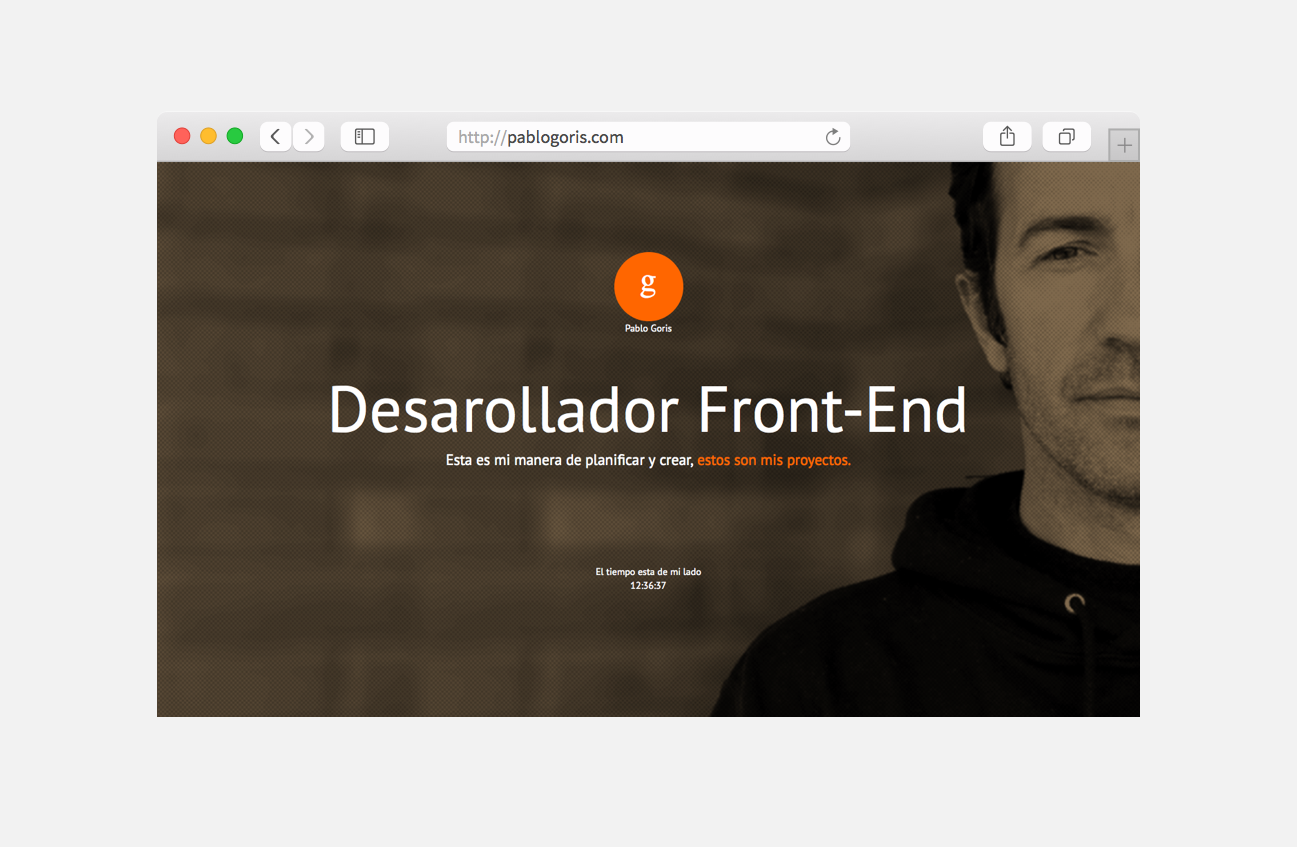 http://pablogoris.com
g
Pablo Goris
Desarollador Front-End
Esta es mi manera de planificar y crear, estos son mis proyectos.
El tiempo esta de mi lado
12:36:37